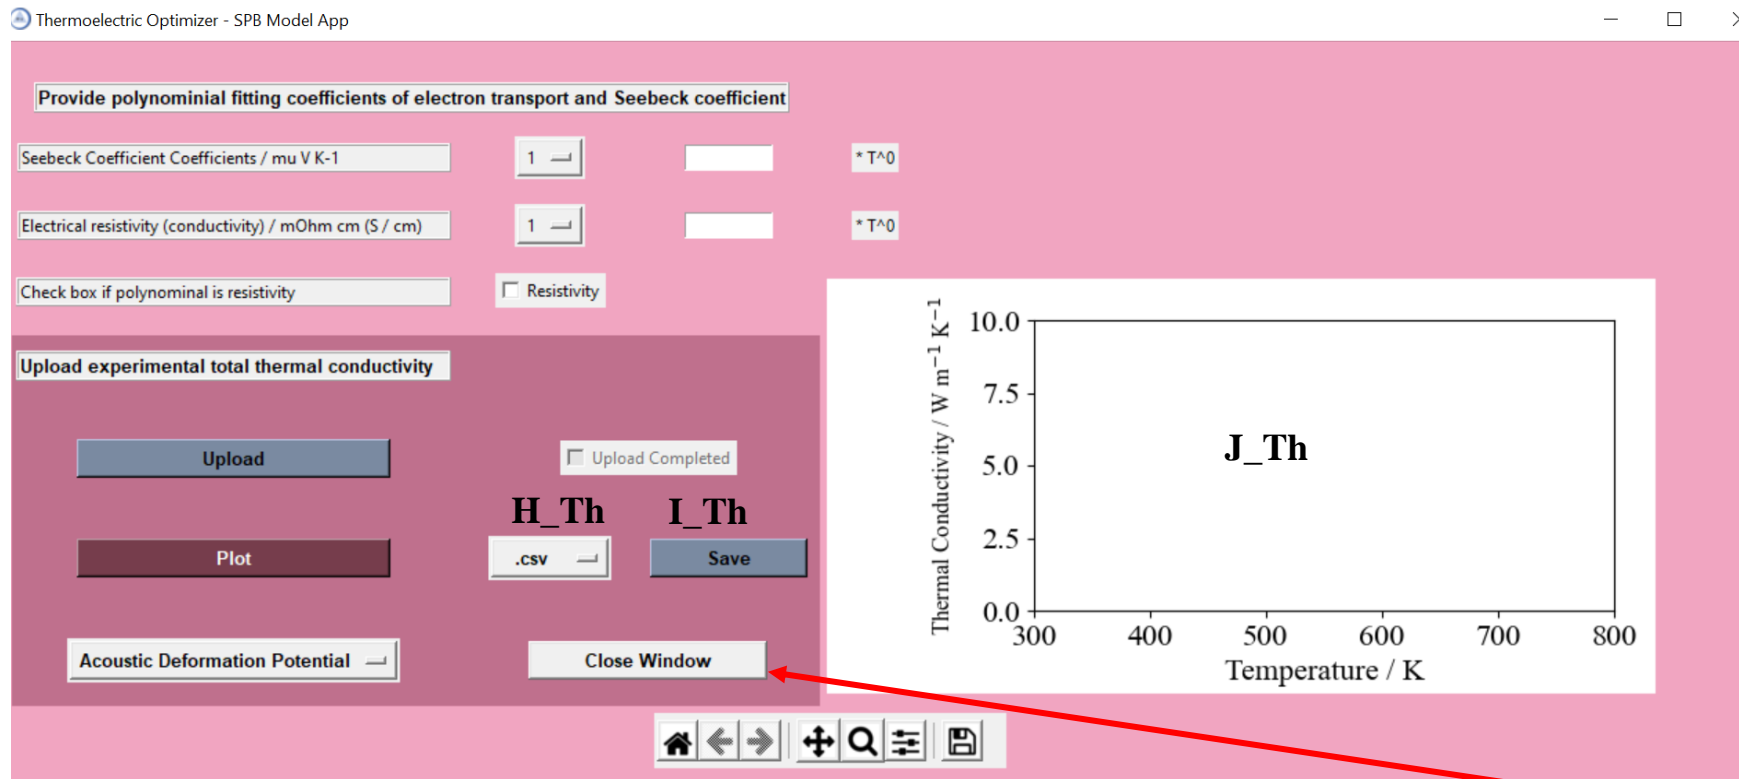 Thermoelectric Optimizer - SPB Model App
Provide polynominial fitting coefficients of electron transport and Seebeck coefficient
Seebeck Coefficient Coefficients / mu V K-1
1
* T^0
Electrical resistivity (conductivity) / mOhm cm (S / cm)
1
* T^0
Check box if polynominal is resistivity
Resistivity
Upload experimental total thermal conductivity
Upload
Upload Completed
H_Th
I_Th
Plot
.csv
Save
Acoustic Deformation Potential
Close Window
Thermal Conductivity / W m⁻¹ K⁻¹
10.0
7.5
5.0
2.5
0.0
J_Th
300 400 500 600 700 800
Temperature / K